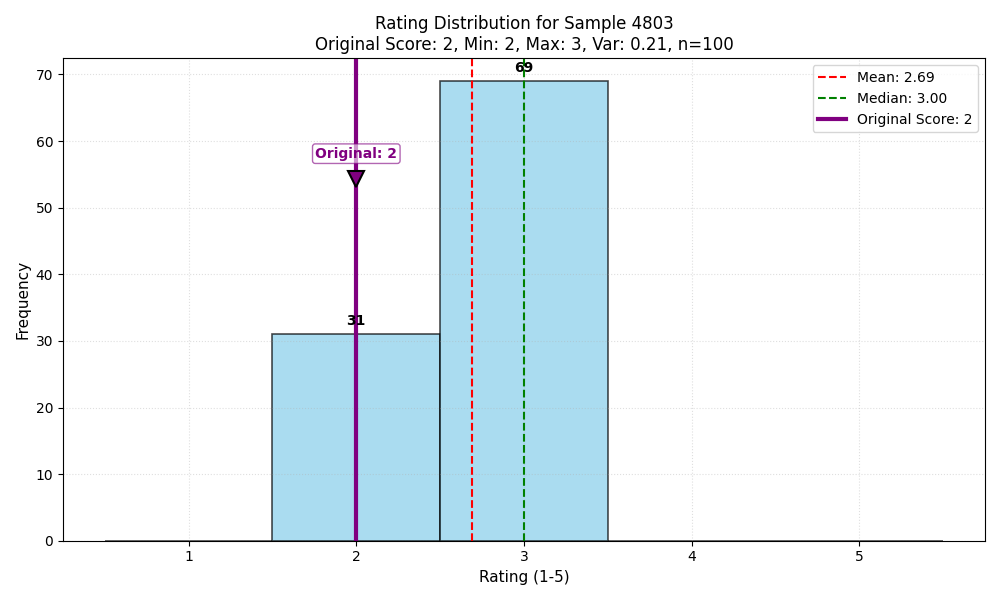 Rating Distribution for Sample 4803
Original Score: 2, Min: 2, Max: 3, Var: 0.21, n=100
Mean: 2.69
Median: 3.00
Original Score: 2
69
Original: 2
31
Frequency
70
60
50
40
30
20
10
0
1 2 3 4 5
Rating (1-5)